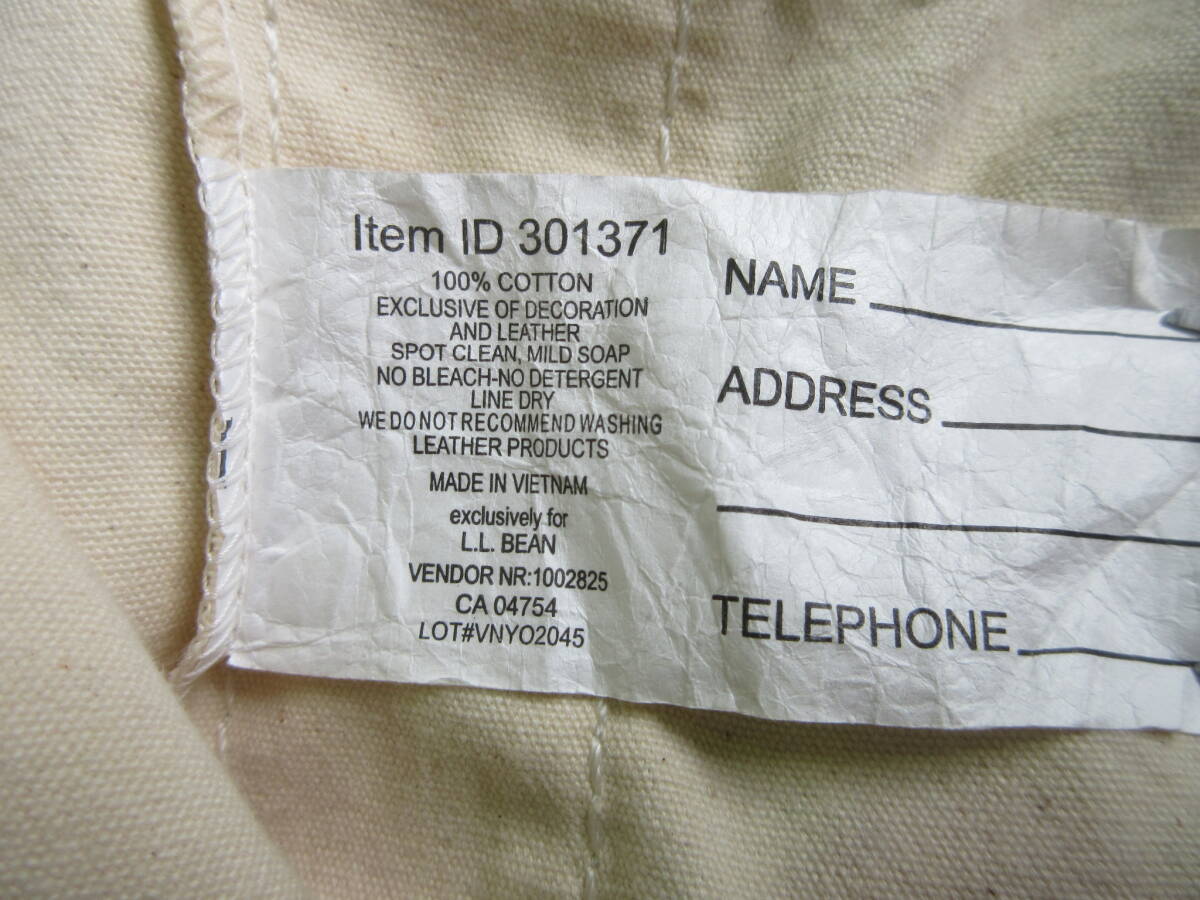 Item ID 301371
100% COTTON
EXCLUSIVE OF DECORATION
AND LEATHER
SPOT CLEAN, MILD SOAP
NO BLEACH-NO DETERGENT
LINE DRY
WE DO NOT RECOMMEND WASHING
LEATHER PRODUCTS
MADE IN VIETNAM
exclusively for
L.L. BEAN
VENDOR NR:1002825
CA 04754
LOT#VNYO2045
NAME
ADDRESS
TELEPHONE